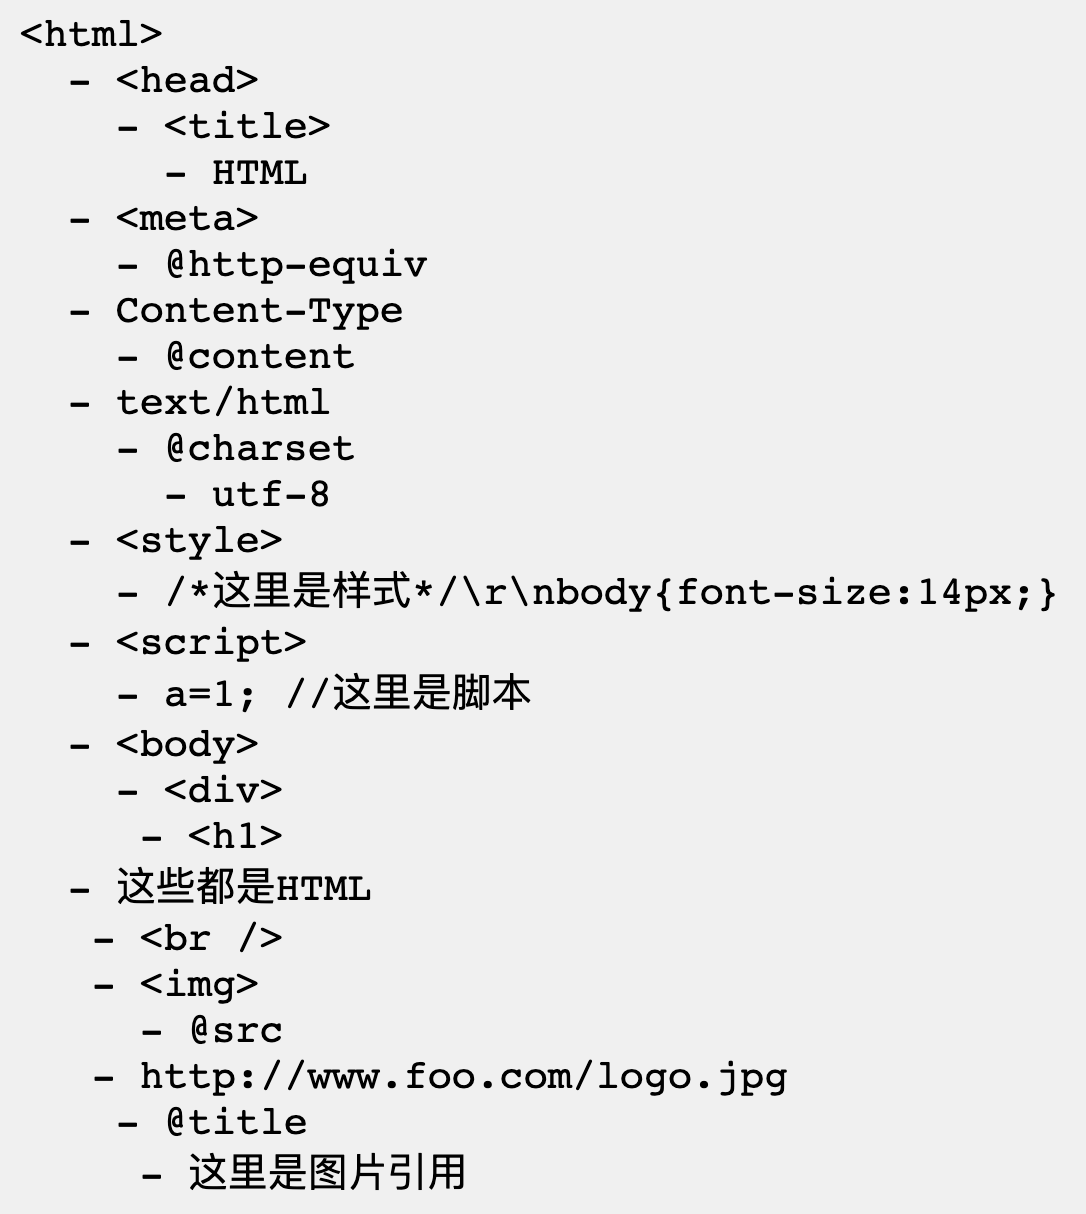 <html>
  - <head>
    - <title>
      - HTML
  - <meta>
    - @http-equiv
  - Content-Type
    - @content
  - text/html
    - @charset
      - utf-8
  - <style>
    - /*这里是样式*/\r\nbody{font-size:14px;}
  - <script>
    - a=1; //这里是脚本
  - <body>
    - <div>
     - <h1>
  - 这些都是HTML
   - <br />
   - <img>
     - @src
   - http://www.foo.com/logo.jpg
    - @title
     - 这里是图片引用